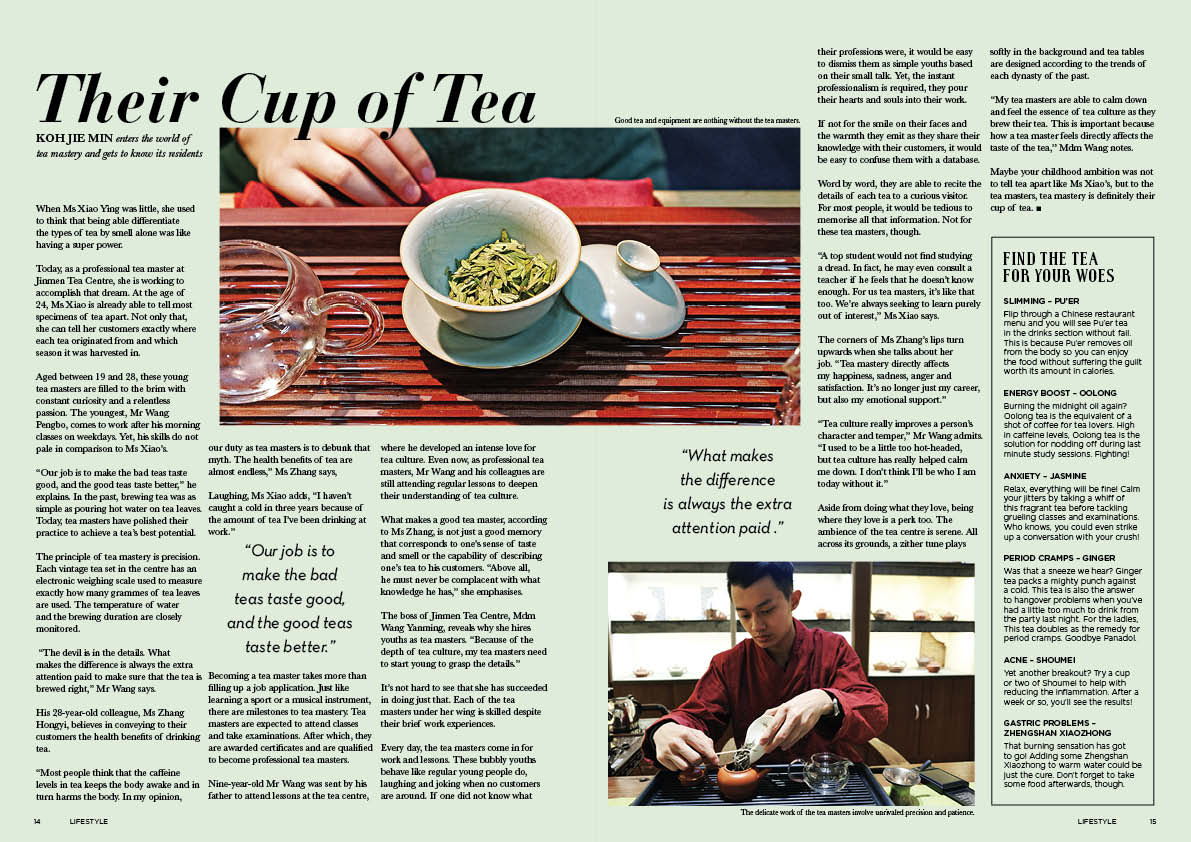 Their Cup of Tea
KOH JIE MIN enters the world of
tea mastery and gets to know its residents
When Ms Xiao Ying was little, she used
to think that being able differentiate
the types of tea by smell alone was like
having a super power.
Today, as a professional tea master at
Jinmen Tea Centre, she is working to
accomplish that dream. At the age of
24, Ms Xiao is already able to tell most
specimens of tea apart. Not only that,
she can tell her customers exactly where
each tea originated from and which
season it was harvested in.
Aged between 19 and 28, these young
tea masters are filled to the brim with
constant curiosity and a relentless
passion. The youngest, Mr Wang
Pengbo, comes to work after his morning
classes on weekdays. Yet, his skills do not
pale in comparison to Ms Xiao's.
“Our job is to make the bad teas taste
good, and the good teas taste better,” he
explains. In the past, brewing tea was as
simple as pouring hot water on tea leaves.
Today, tea masters have polished their
practice to achieve a tea's best potential.
The principle of tea mastery is precision.
Each vintage tea set in the centre has an
electronic weighing scale used to measure
exactly how many grammes of tea leaves
are used. The temperature of water
and the brewing duration are closely
monitored.
“The devil is in the details. What
makes the difference is always the extra
attention paid to make sure that the tea is
brewed right,” Mr Wang says.
His 28-year-old colleague, Ms Zhang
Hongyi, believes in conveying to their
customers the health benefits of drinking
tea.
“Most people think that the caffeine
levels in tea keeps the body awake and in
turn harms the body. In my opinion,
our duty as tea masters is to debunk that
myth. The health benefits of tea are
almost endless,” Ms Zhang says,
Laughing, Ms Xiao adds, “I haven't
caught a cold in three years because of
the amount of tea I've been drinking at
work.”
“Our job is to
make the bad
teas taste good,
and the good teas
taste better.”
Becoming a tea master takes more than
filling up a job application. Just like
learning a sport or a musical instrument,
there are milestones to tea mastery. Tea
masters are expected to attend classes
and take examinations. After which, they
are awarded certificates and are qualified
to become professional tea masters.
Nine-year-old Mr Wang was sent by his
father to attend lessons at the tea centre,
where he developed an intense love for
tea culture. Even now, as professional tea
masters, Mr Wang and his colleagues are
still attending regular lessons to deepen
their understanding of tea culture.
What makes a good tea master, according
to Ms Zhang, is not just a good memory
that corresponds to one's sense of taste
and smell or the capability of describing
one's tea to his customers. “Above all,
he must never be complacent with what
knowledge he has,” she emphasises.
The boss of Jinmen Tea Centre, Mdm
Wang Yanming, reveals why she hires
youths as tea masters. “Because of the
depth of tea culture, my tea masters need
to start young to grasp the details.”
It's not hard to see that she has succeeded
in doing just that. Each of the tea
masters under her wing is skilled despite
their brief work experiences.
Every day, the tea masters come in for
work and lessons. These bubbly youths
behave like regular young people do,
laughing and joking when no customers
are around. If one did not know what
14 LIFESTYLE
Good tea and equipment are nothing without the tea masters.
“What makes
the difference
is always the extra
attention paid .”
The delicate work of the tea masters involve unrivaled precision and patience.
their professions were, it would be easy
to dismiss them as simple youths based
on their small talk. Yet, the instant
professionalism is required, they pour
their hearts and souls into their work.
If not for the smile on their faces and
the warmth they emit as they share their
knowledge with their customers, it would
be easy to confuse them with a database.
Word by word, they are able to recite the
details of each tea to a curious visitor.
For most people, it would be tedious to
memorise all that information. Not for
these tea masters, though.
“A top student would not find studying
a dread. In fact, he may even consult a
teacher if he feels that he doesn't know
enough. For us tea masters, it's like that
too. We're always seeking to learn purely
out of interest,” Ms Xiao says.
The corners of Ms Zhang's lips turn
upwards when she talks about her
job. “Tea mastery directly affects
my happiness, sadness, anger and
satisfaction. It's no longer just my career,
but also my emotional support.”
“Tea culture really improves a person's
character and temper,” Mr Wang admits.
“I used to be a little too hot-headed,
but tea culture has really helped calm
me down. I don't think I'll be who I am
today without it.”
Aside from doing what they love, being
where they love is a perk too. The
ambience of the tea centre is serene. All
across its grounds, a zither tune plays
softly in the background and tea tables
are designed according to the trends of
each dynasty of the past.
“My tea masters are able to calm down
and feel the essence of tea culture as they
brew their tea. This is important because
how a tea master feels directly affects the
taste of the tea,” Mdm Wang notes.
Maybe your childhood ambition was not
to tell tea apart like Ms Xiao's, but to the
tea masters, tea mastery is definitely their
cup of tea. ■
FIND THE TEA
FOR YOUR WOES
SLIMMING – PU'ER
Flip through a Chinese restaurant
menu and you will see Pu'er tea
in the drinks section without fail.
This is because Pu'er removes oil
from the body so you can enjoy
the food without suffering the guilt
worth its amount in calories.
ENERGY BOOST – OOLONG
Burning the midnight oil again?
Oolong tea is the equivalent of a
shot of coffee for tea lovers. High
in caffeine levels, Oolong tea is the
solution for nodding off during last
minute study sessions. Fighting!
ANXIETY – JASMINE
Relax, everything will be fine! Calm
your jitters by taking a whiff of
this fragrant tea before tackling
grueling classes and examinations.
Who knows, you could even strike
up a conversation with your crush!
PERIOD CRAMPS – GINGER
Was that a sneeze we hear? Ginger
tea packs a mighty punch against
a cold. This tea is also the answer
to hangover problems when you've
had a little too much to drink from
the party last night. For the ladies,
This tea doubles as the remedy for
period cramps. Goodbye Panadol.
ACNE – SHOUMEI
Yet another breakout? Try a cup
or two of Shoumei to help with
reducing the inflammation. After a
week or so, you'll see the results!
GASTRIC PROBLEMS –
ZHENGSHAN XIAOZHONG
That burning sensation has got
to go! Adding some Zhengshan
Xiaozhong to warm water could be
just the cure. Don't forget to take
some food afterwards, though.
LIFESTYLE 15